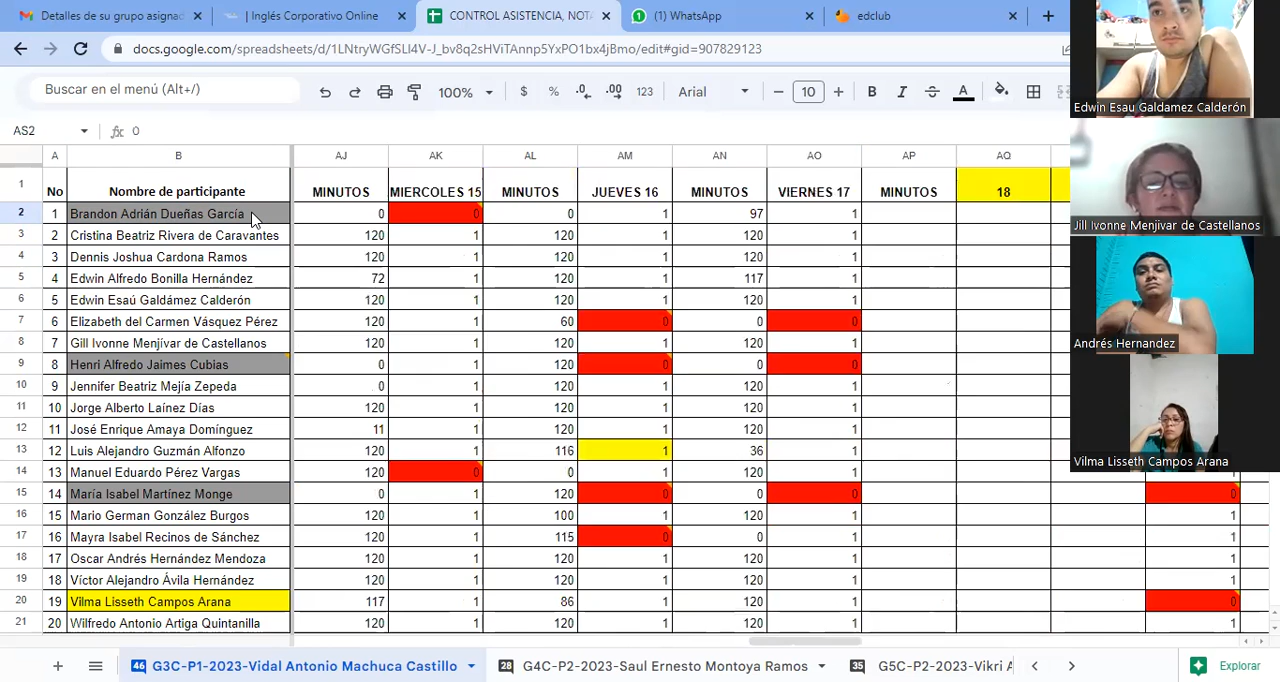 Detalles de su grupo asignad
Inglés Corporativo Online
CONTROL ASISTENCIA, NOTA
(1) WhatsApp
edclub
docs.google.com/spreadsheets/d/1LNtryWGfSLI4V-J_bv8q2sHViTAnnp5YxPO1bx4jBmo/edit#gid=907829123
Buscar en el menú (Alt+/)
100%
$ % .0 .00 123
Arial
10
B I A
AS2 fx 0
A B AJ AK AL AM AN AO AP AQ
1 No Nombre de participante MINUTOS MIERCOLES 15 MINUTOS JUEVES 16 MINUTOS VIERNES 17 MINUTOS 18
2 1 Brandon Adrián Dueñas García 0 0 0 1 97 1
3 2 Cristina Beatriz Rivera de Caravantes 120 1 120 1 120 1
4 3 Dennis Joshua Cardona Ramos 120 1 120 1 120 1
5 4 Edwin Alfredo Bonilla Hernández 72 1 120 1 117 1
6 5 Edwin Esaú Galdámez Calderón 120 1 120 1 120 1
7 6 Elizabeth del Carmen Vásquez Pérez 120 1 60 0 0 0
8 7 Gill Ivonne Menjívar de Castellanos 120 1 120 1 120 1
9 8 Henri Alfredo Jaimes Cubias 0 1 120 0 0 0
10 9 Jennifer Beatriz Mejía Zepeda 0 1 120 1 120 1
11 10 Jorge Alberto Laínez Días 120 1 120 1 120 1
12 11 José Enrique Amaya Domínguez 11 120 1 120 1
13 12 Luis Alejandro Guzmán Alfonzo 120 1 116 1 36 1
14 13 Manuel Eduardo Pérez Vargas 120 0 0 1 120 1 1
15 14 María Isabel Martínez Monge 0 1 120 0 0 0 0
16 15 Mario German González Burgos 120 1 100 1 120 1 1
17 16 Mayra Isabel Recinos de Sánchez 120 1 115 0 0 1 1
18 17 Oscar Andrés Hernández Mendoza 120 1 120 1 120 1 1
19 18 Víctor Alejandro Ávila Hernández 120 1 120 1 120 1 1
20 19 Vilma Lisseth Campos Arana 117 1 86 1 120 1 0
21 20 Wilfredo Antonio Artiga Quintanilla 120 1 120 1 120 1 1
46 G3C-P1-2023-Vidal Antonio Machuca Castillo
28 G4C-P2-2023-Saul Ernesto Montoya Ramos
35 G5C-P2-2023-Vikri A
Explorar
Edwin Esau Galdamez Calderón
Jill Ivonne Menjivar de Castellanos
Andrés Hernandez
Vilma Lisseth Campos Arana